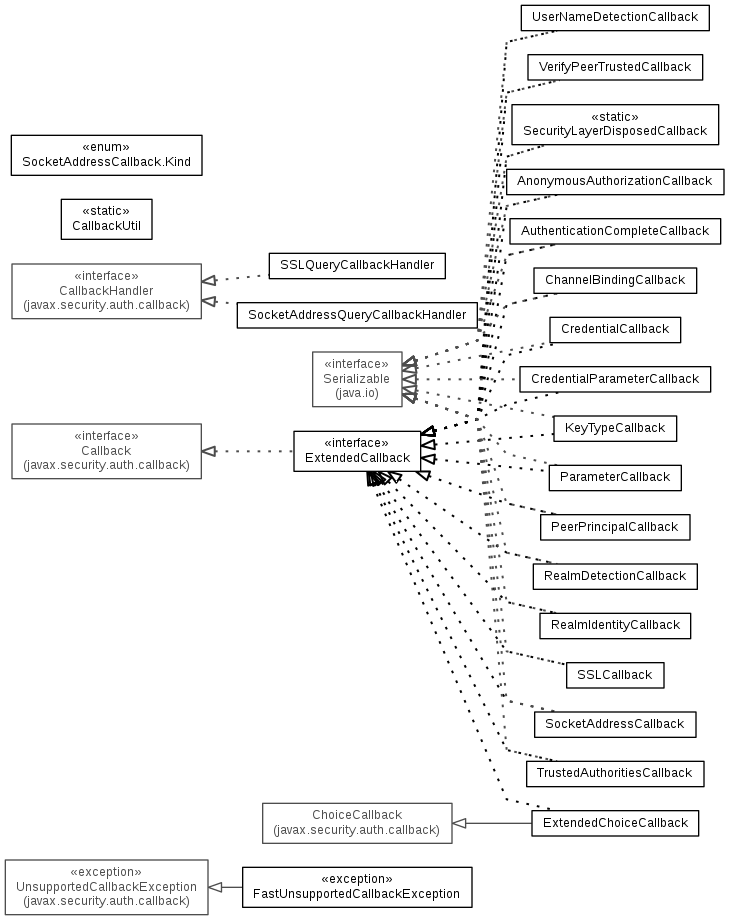 UserNameDetectionCallback
VerifyPeerTrustedCallback
«static»
SecurityLayerDisposedCallback
«enum»
SocketAddressCallback.Kind
AnonymousAuthorizationCallback
«static»
CallbackUtil
AuthenticationCompleteCallback
«interface»
CallbackHandler
(javax.security.auth.callback)
SSLQueryCallbackHandler
ChannelBindingCallback
SocketAddressQueryCallbackHandler
CredentialCallback
«interface»
Serializable
(java.io)
CredentialParameterCallback
KeyTypeCallback
«interface»
Callback
(javax.security.auth.callback)
«interface»
ExtendedCallback
ParameterCallback
PeerPrincipalCallback
RealmDetectionCallback
RealmIdentityCallback
SSLCallback
SocketAddressCallback
TrustedAuthoritiesCallback
ChoiceCallback
(javax.security.auth.callback)
ExtendedChoiceCallback
«exception»
UnsupportedCallbackException
(javax.security.auth.callback)
«exception»
FastUnsupportedCallbackException